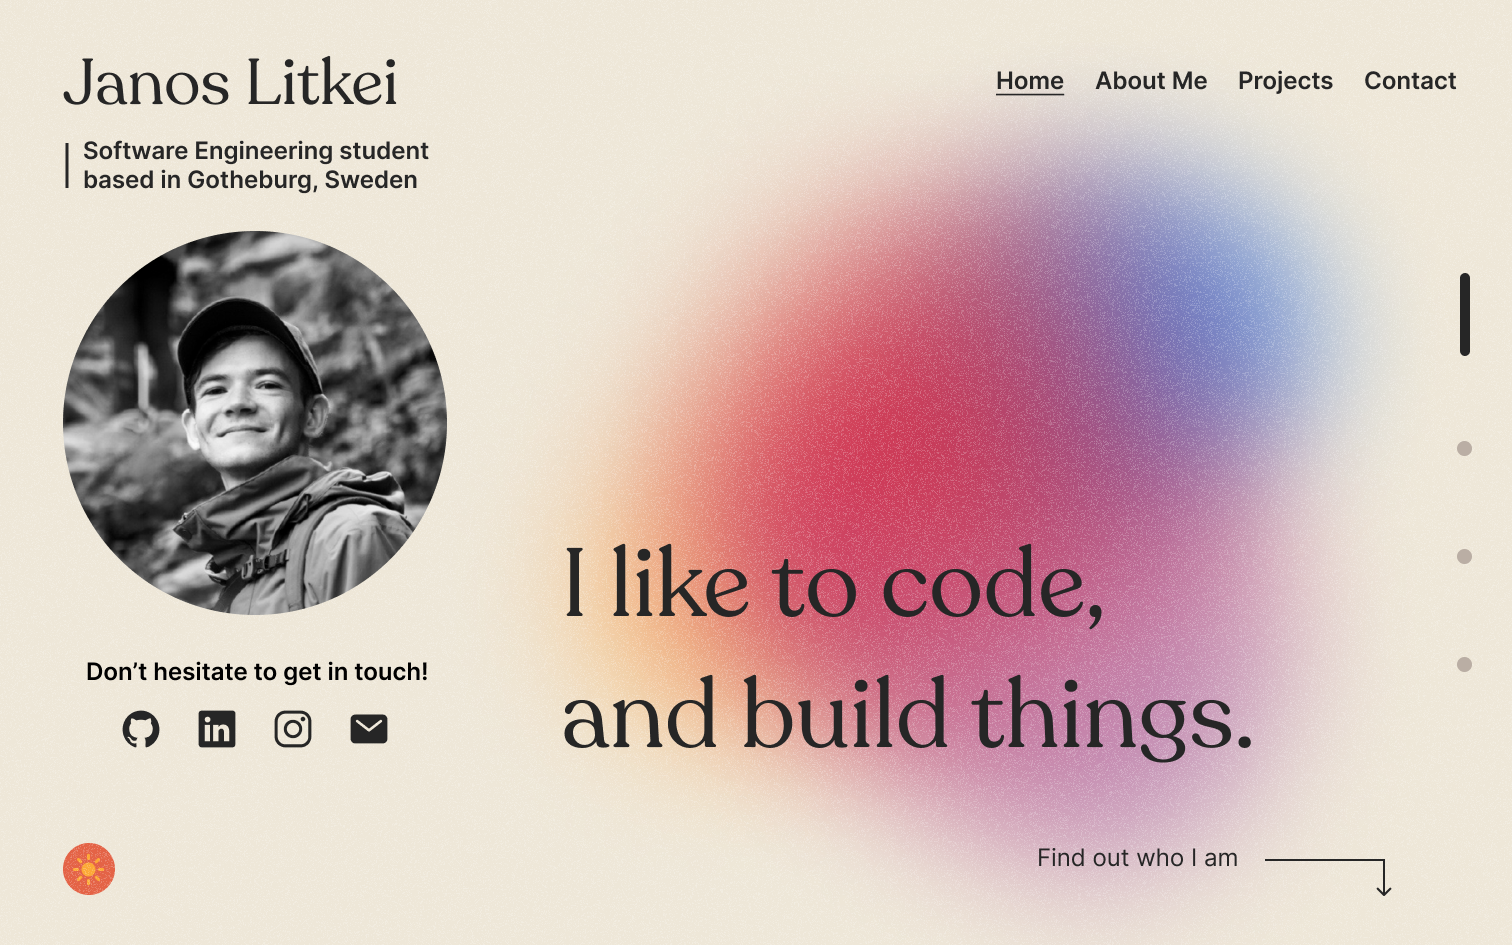 Janos Litkei
Home About Me Projects Contact
Software Engineering student
based in Gotheburg, Sweden
Don’t hesitate to get in touch!
I like to code,
and build things.
Find out who I am